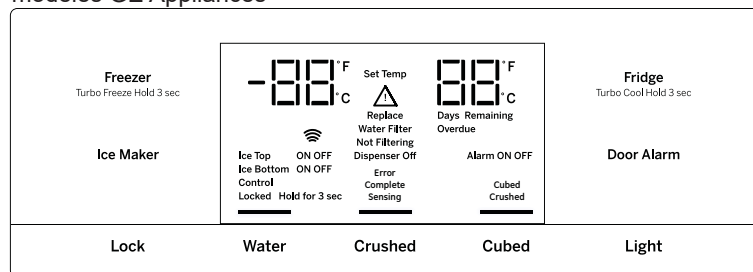 modèles GE Appliances
Freezer
Turbo Freeze Hold 3 sec
Ice Maker
-88 °F °C
Set Temp
88 °F °C
Replace
Water Filter
Not Filtering
Dispenser Off
Days Remaining
Overdue
Ice Top ON OFF
Ice Bottom ON OFF
Control
Locked Hold for 3 sec
Error
Complete
Sensing
Alarm ON OFF
Cubed
Crushed
Fridge
Turbo Cool Hold 3 sec
Door Alarm
Lock Water Crushed Cubed Light